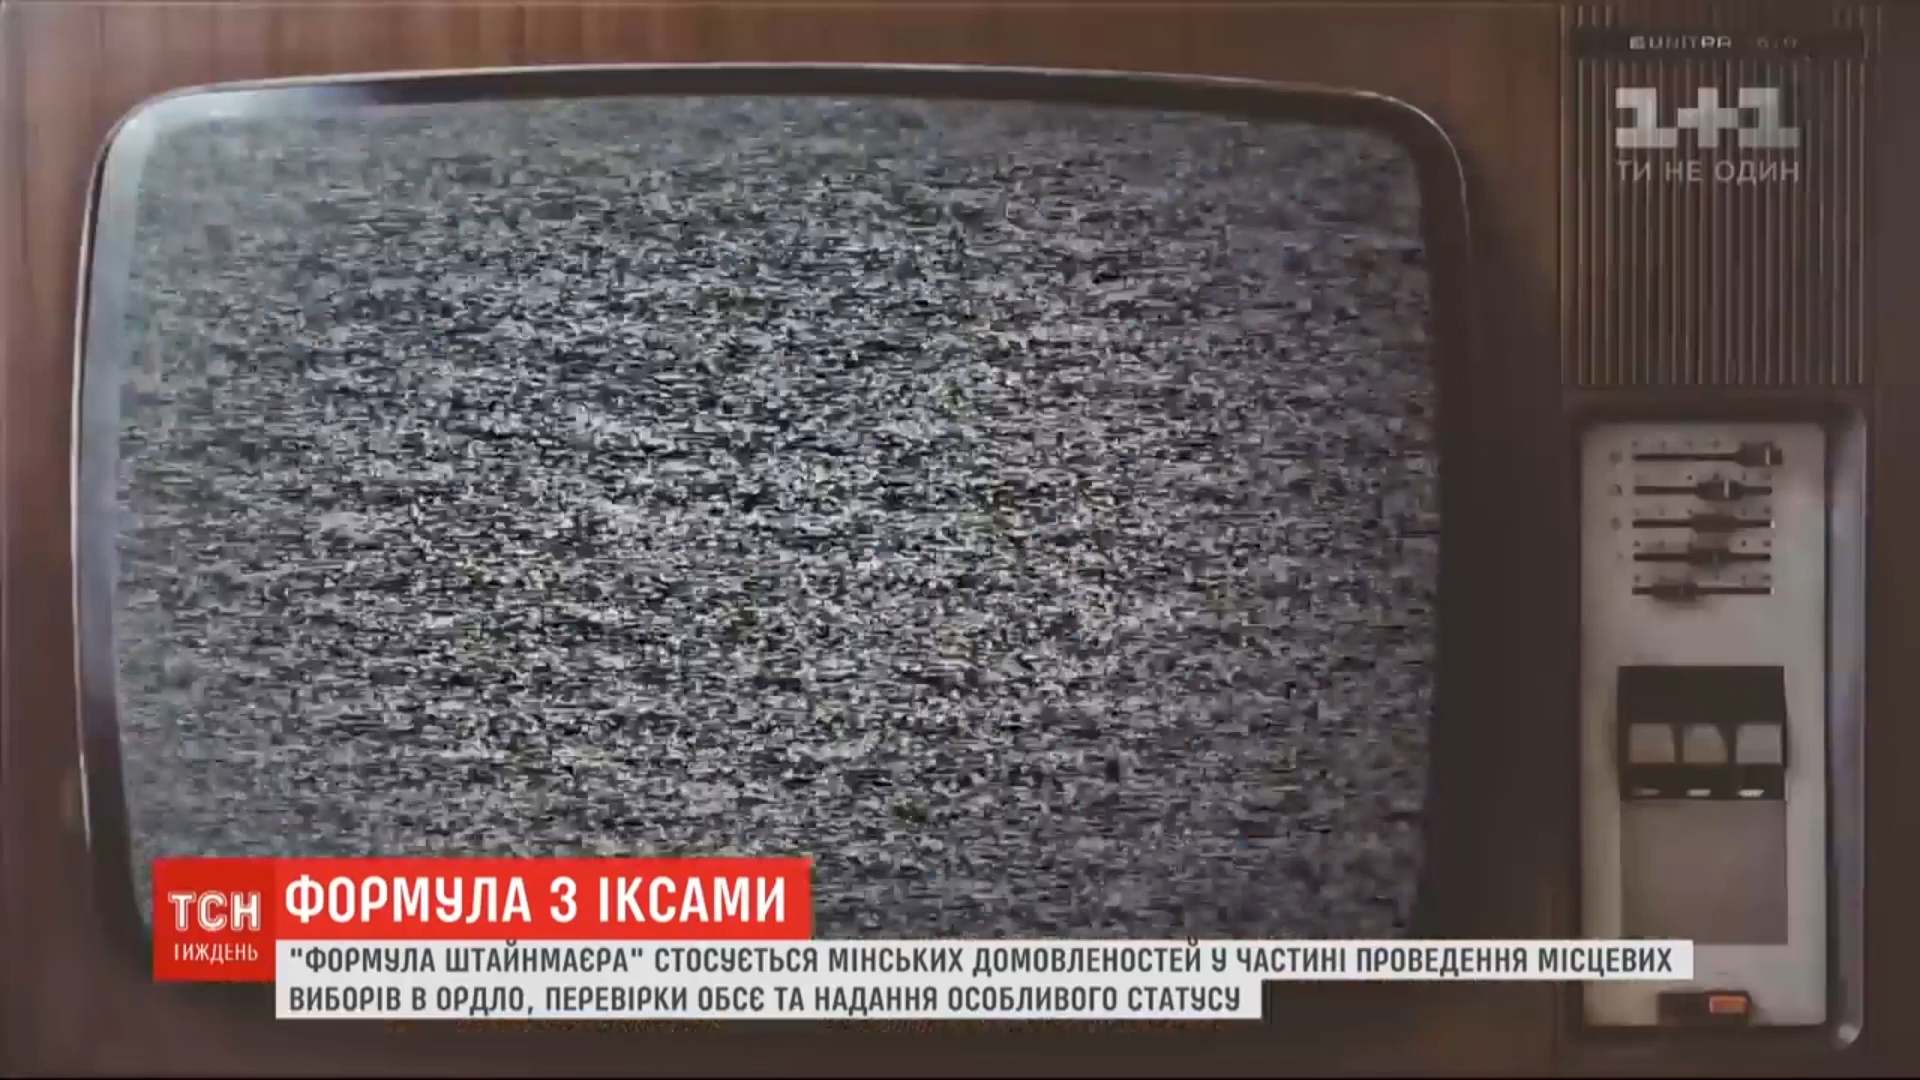 UNITRA
1+1
ТИ НЕ ОДИН
ФОРМУЛА З ІКСАМИ
ТСН
ТИЖДЕНЬ
"ФОРМУЛА ШТАЙНМАЄРА" СТОСУЄТЬСЯ МІНСЬКИХ ДОМОВЛЕНОСТЕЙ У ЧАСТИНІ ПРОВЕДЕННЯ МІСЦЕВИХ
ВИБОРІВ В ОРДЛО, ПЕРЕВІРКИ ОБСЄ ТА НАДАННЯ ОСОБЛИВОГО СТАТУСУ